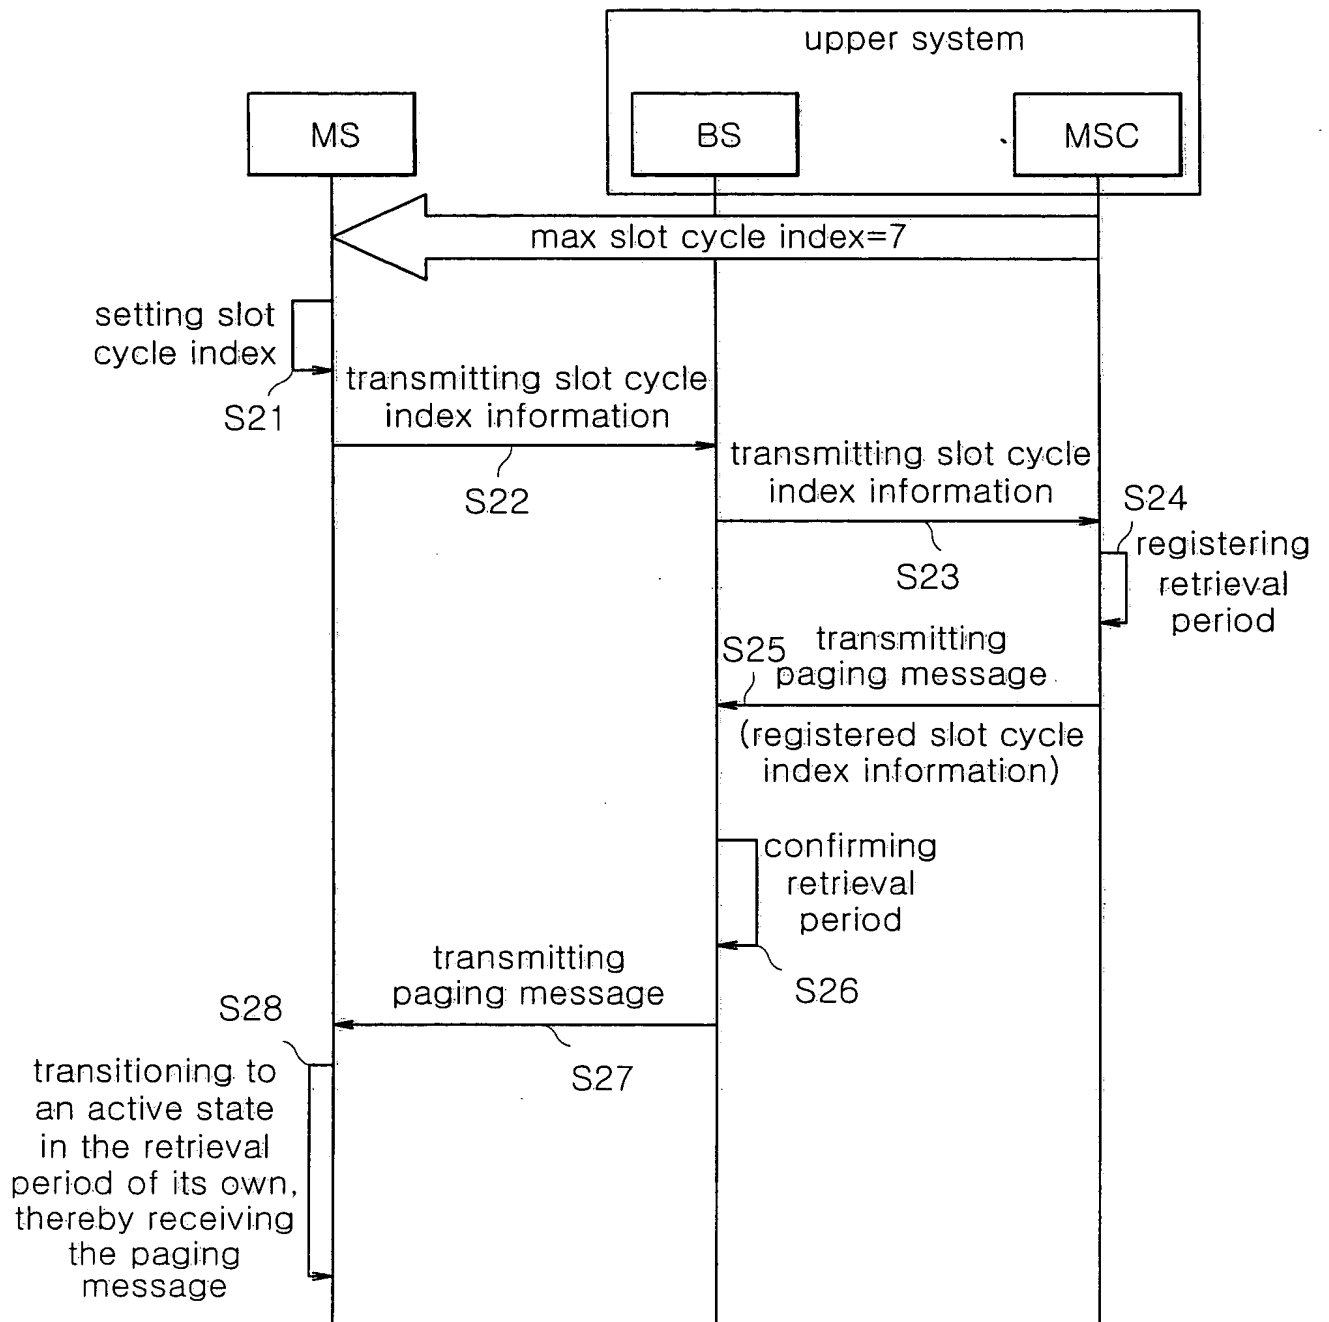 upper system
MS
BS
MSC
max slot cycle index=7
setting slot
cycle index
S21
transmitting slot cycle
index information
S22
transmitting slot cycle
index information
S23
S24
registering
retrieval
period
S25
transmitting
paging message
(registered slot cycle
index information)
confirming
retrieval
period
S26
transmitting
paging message
S27
S28
transitioning to
an active state
in the retrieval
period of its own,
thereby receiving
the paging
message